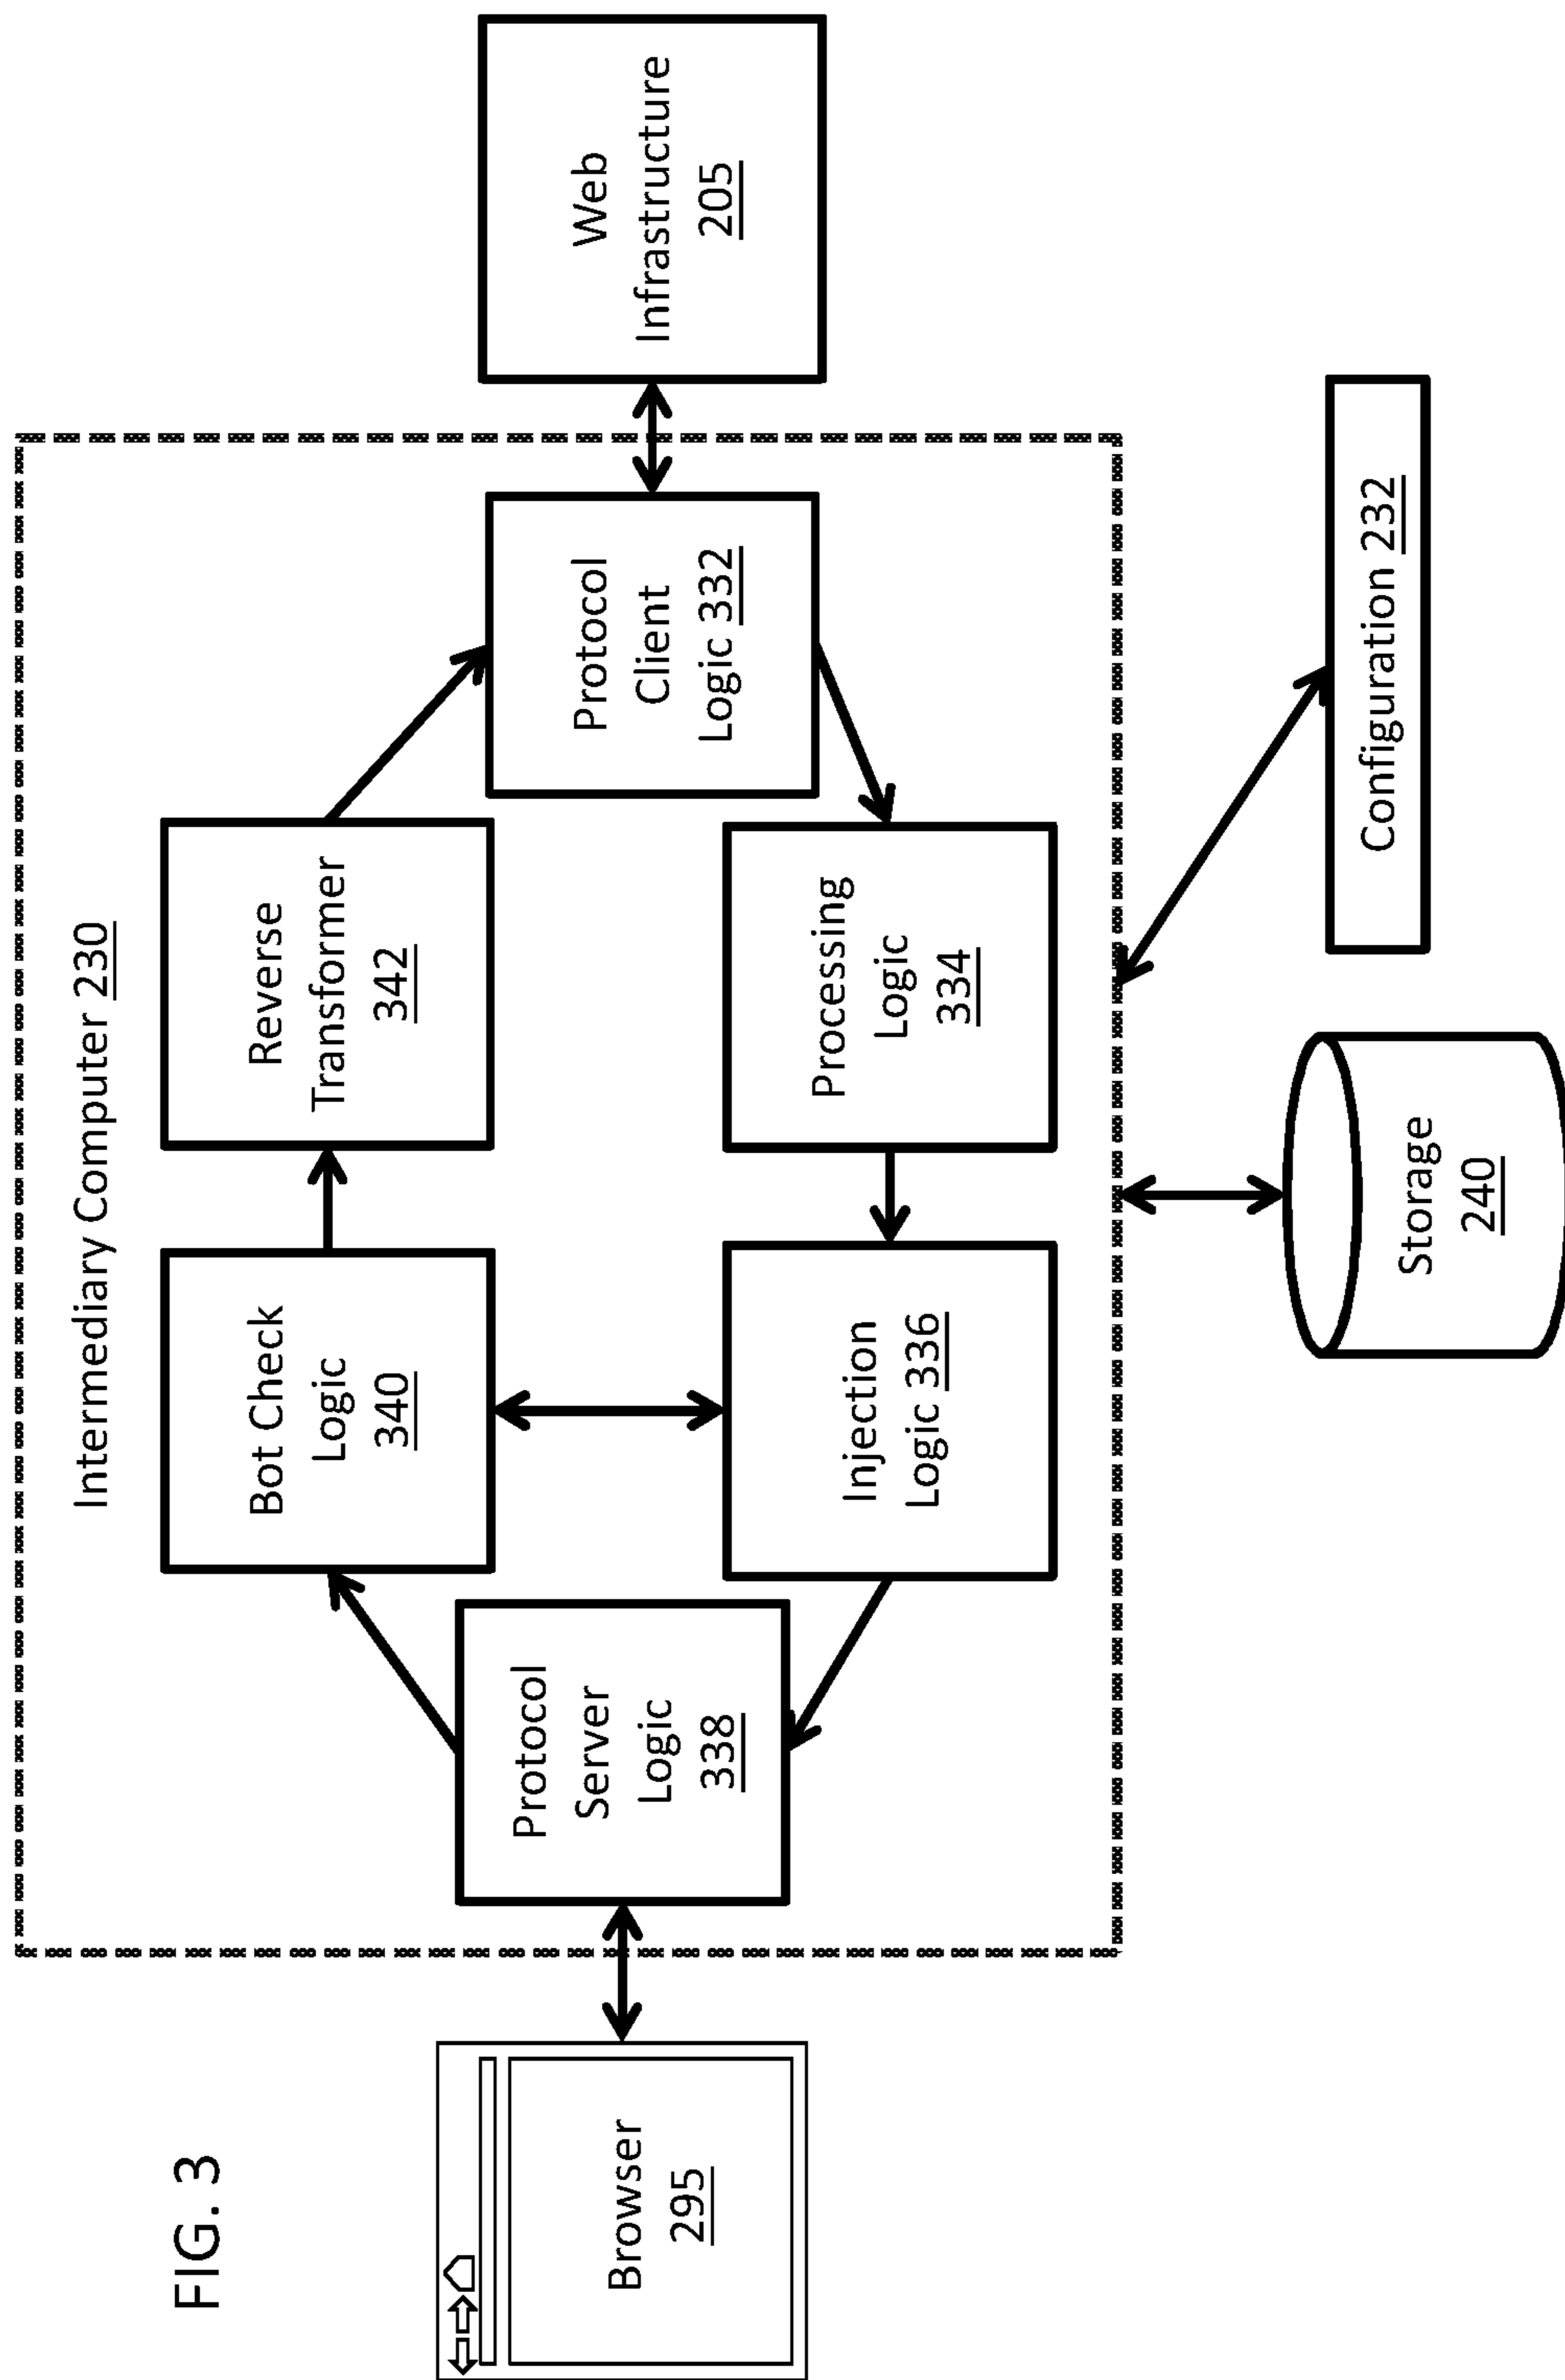 FIG. 3
Intermediary Computer 230
Browser
295
Protocol
Server
Logic
338
Bot Check
Logic
340
Reverse
Transformer
342
Injection
Logic 336
Processing
Logic
334
Protocol
Client
Logic 332
Web
Infrastructure
205
Storage
240
Configuration 232